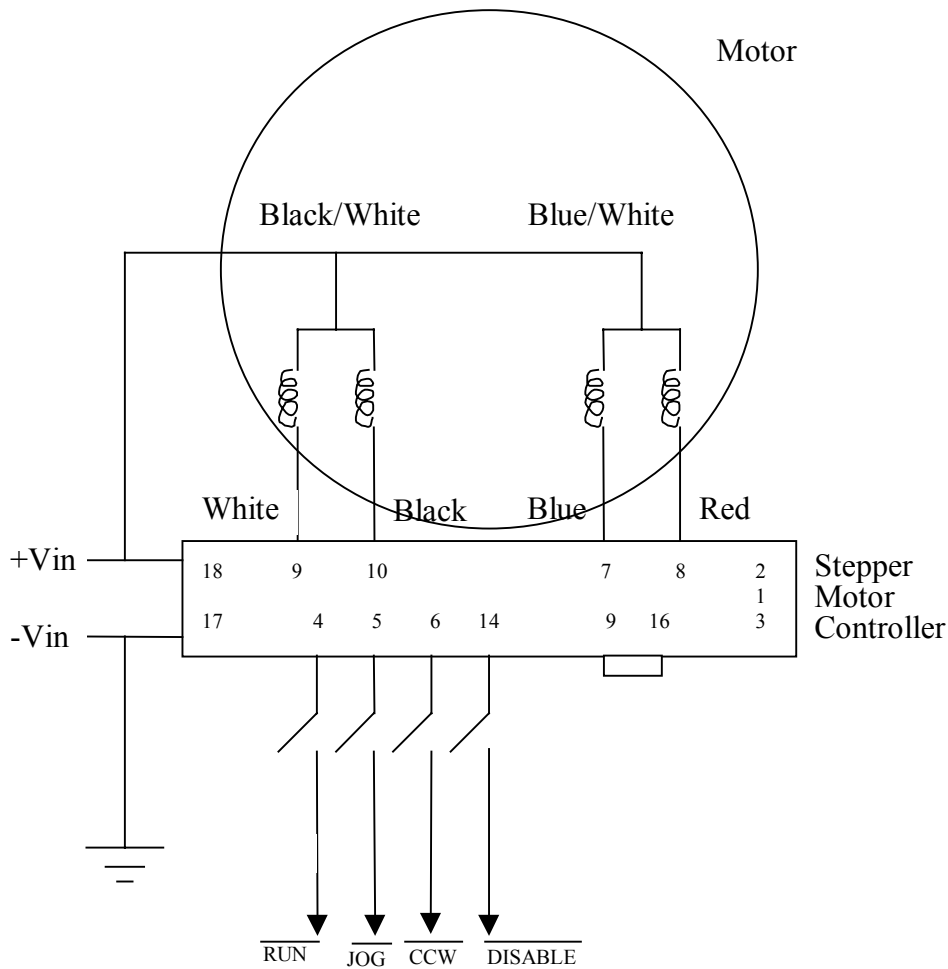 Motor
Black/White Blue/White
White Black Blue Red
+Vin
18 9 10 7 8 2 Stepper
1 Motor
-Vin 17 4 5 6 14 9 16 3 Controller
RUN JOG CCW DISABLE